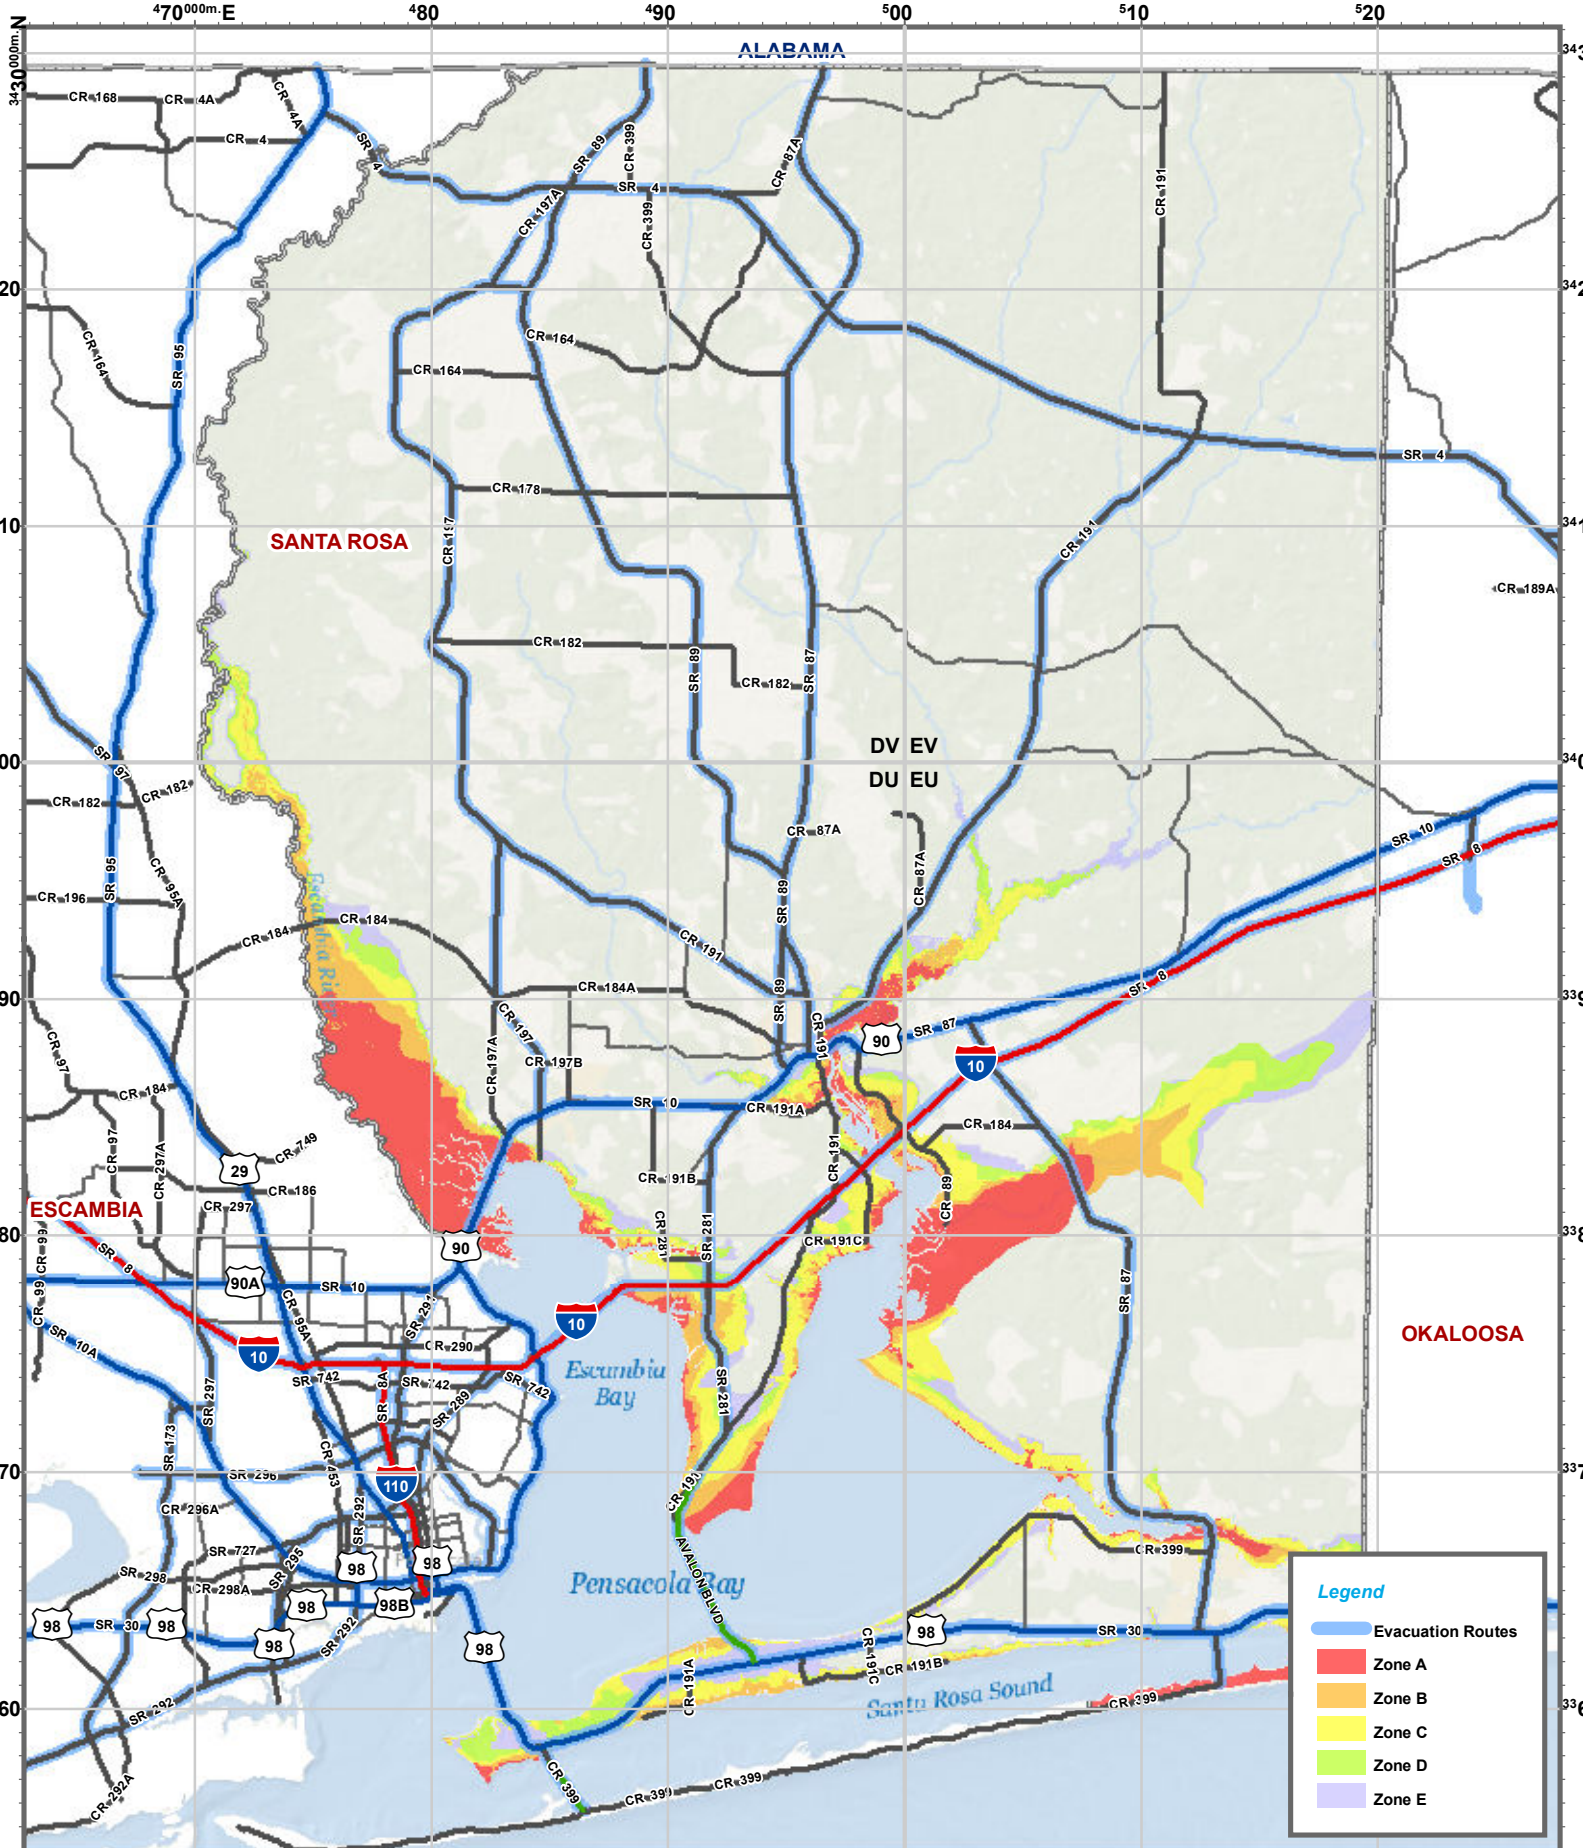 470000m. E 480 490 500 510 520
3430000m. N
ALABAMA
343
CR 168
CR 4A
CR 4A
CR 4
SR 4
SR 89
CR 399
CR 87A
SR 4
CR 197A
CR 399
CR 191
20
342
CR 164
SR 95
CR 164
CR 164
SR 4
CR 178
10
341
SANTA ROSA
CR 197
CR 191
CR 189A
CR 182
SR 89
SR 87
CR 182
SR 97
DV EV
DU EU
00
340
CR 182
CR 182
CR 87A
SR 10
SR 8
SR 95
CR 95A
CR 87A
CR 196
SR 89
Escambia River
CR 184
CR 184
CR 191
SR 8
CR 184A
SR 89
90
339
CR 197
CR 191
90
SR 87
CR 97
CR 197A
CR 197B
10
CR 184
SR 10
CR 191A
CR 184
CR 97
CR 297A
CR 749
29
CR 191
CR 191B
CR 89
CR 186
CR 297
ESCAMBIA
80
338
CR 99
SR 8
90
CR 281
SR 281
CR 191C
CR 99
90A
SR 10
SR 87
SR 10A
CR 95A
SR 291
10
10
CR 290
OKALOOSA
SR 742
SR 8A
SR 742
SR 742
Escambia
Bay
SR 297
SR 289
SR 281
SR 173
SR 296
CR 453
110
70
337
CR 191
CR 296A
SR 292
SR 727
AVALON BLVD
CR 399
SR 298
SR 295
98
98
CR 298A
98
98B
Pensacola Bay
98
SR 30
98
98
SR 292
98
98
SR 30
CR 191C
CR 191B
CR 191A
Santa Rosa Sound
CR 399
60
336
SR 292
CR 292A
CR 399
CR 399
CR 399
Legend
Evacuation Routes
Zone A
Zone B
Zone C
Zone D
Zone E